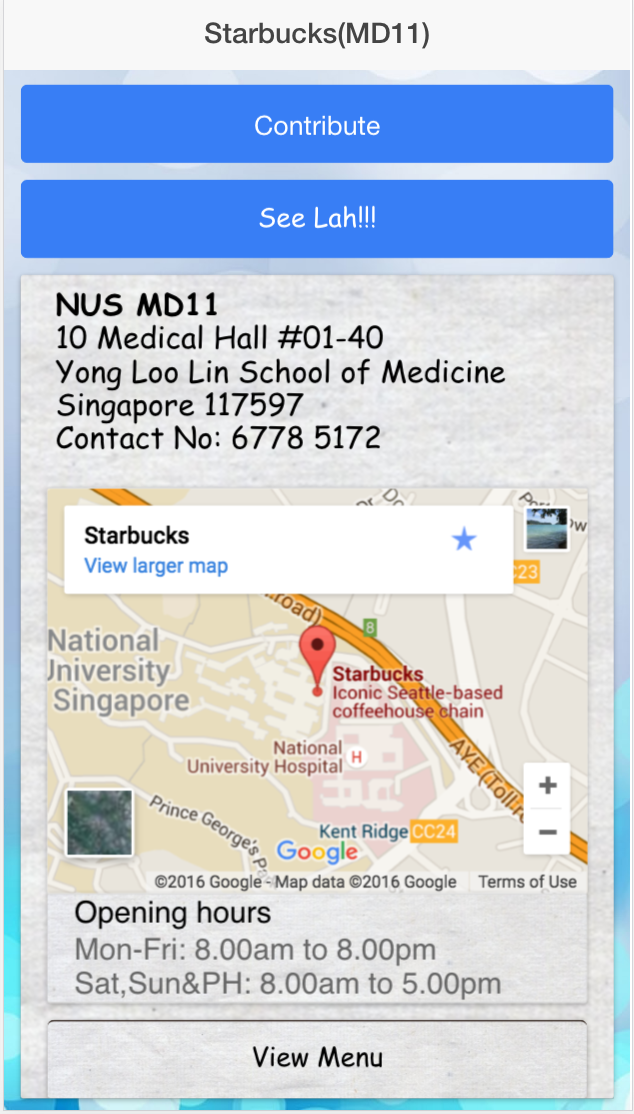 Starbucks(MD11)
Contribute
See Lah!!!
NUS MD11
10 Medical Hall #01-40
Yong Loo Lin School of Medicine
Singapore 117597
Contact No: 6778 5172
Starbucks
View larger map
C23
road)
8
National
University
Singapore
Starbucks
Iconic Seattle-based
coffeehouse chain
National
University Hospital
H
AYE (Toll
+
−
Prince George's
Kent Ridge CC24
Google
©2016 Google - Map data ©2016 Google
Terms of Use
Opening hours
Mon-Fri: 8.00am to 8.00pm
Sat,Sun&PH: 8.00am to 5.00pm
View Menu